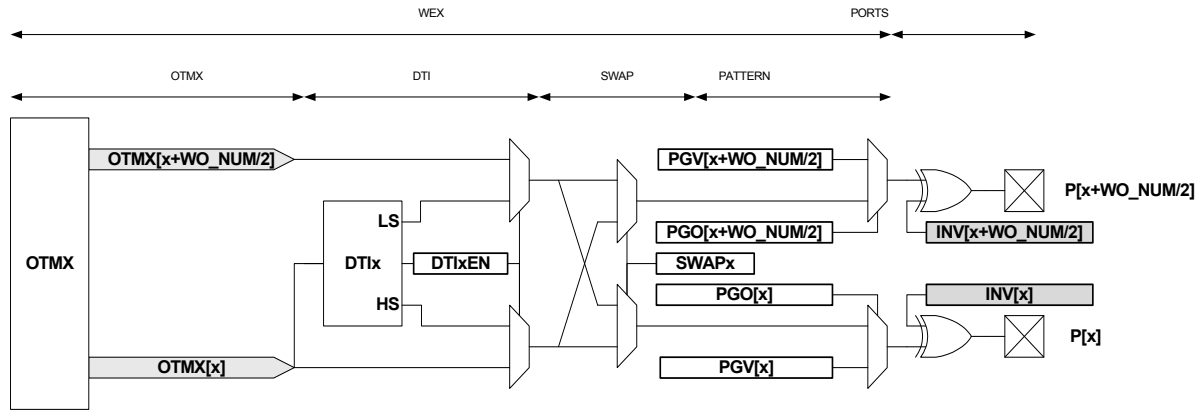 WEX
PORTS
OTMX
DTI
SWAP
PATTERN
OTMX[x+WO_NUM/2]
PGV[x+WO_NUM/2]
P[x+WO_NUM/2]
LS
PGO[x+WO_NUM/2]
INV[x+WO_NUM/2]
OTMX
DTIx
DTIxEN
SWAPx
HS
PGO[x]
INV[x]
P[x]
OTMX[x]
PGV[x]